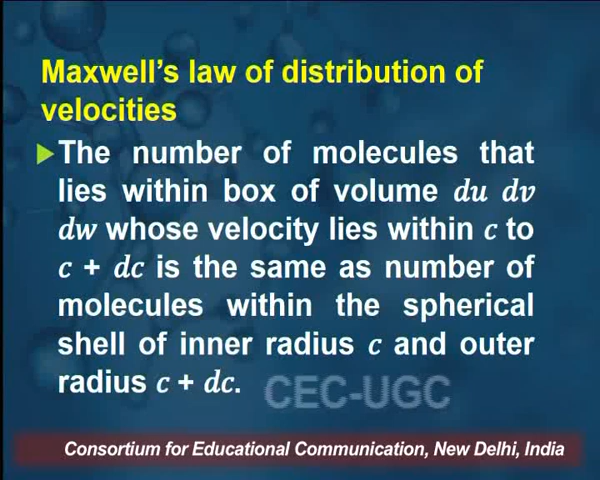 Maxwell's law of distribution of
velocities
The number of molecules that
lies within box of volume du dv
dw whose velocity lies within c to
c + dc is the same as number of
molecules within the spherical
shell of inner radius c and outer
radius c + dc.
CEC-UGC
Consortium for Educational Communication, New Delhi, India